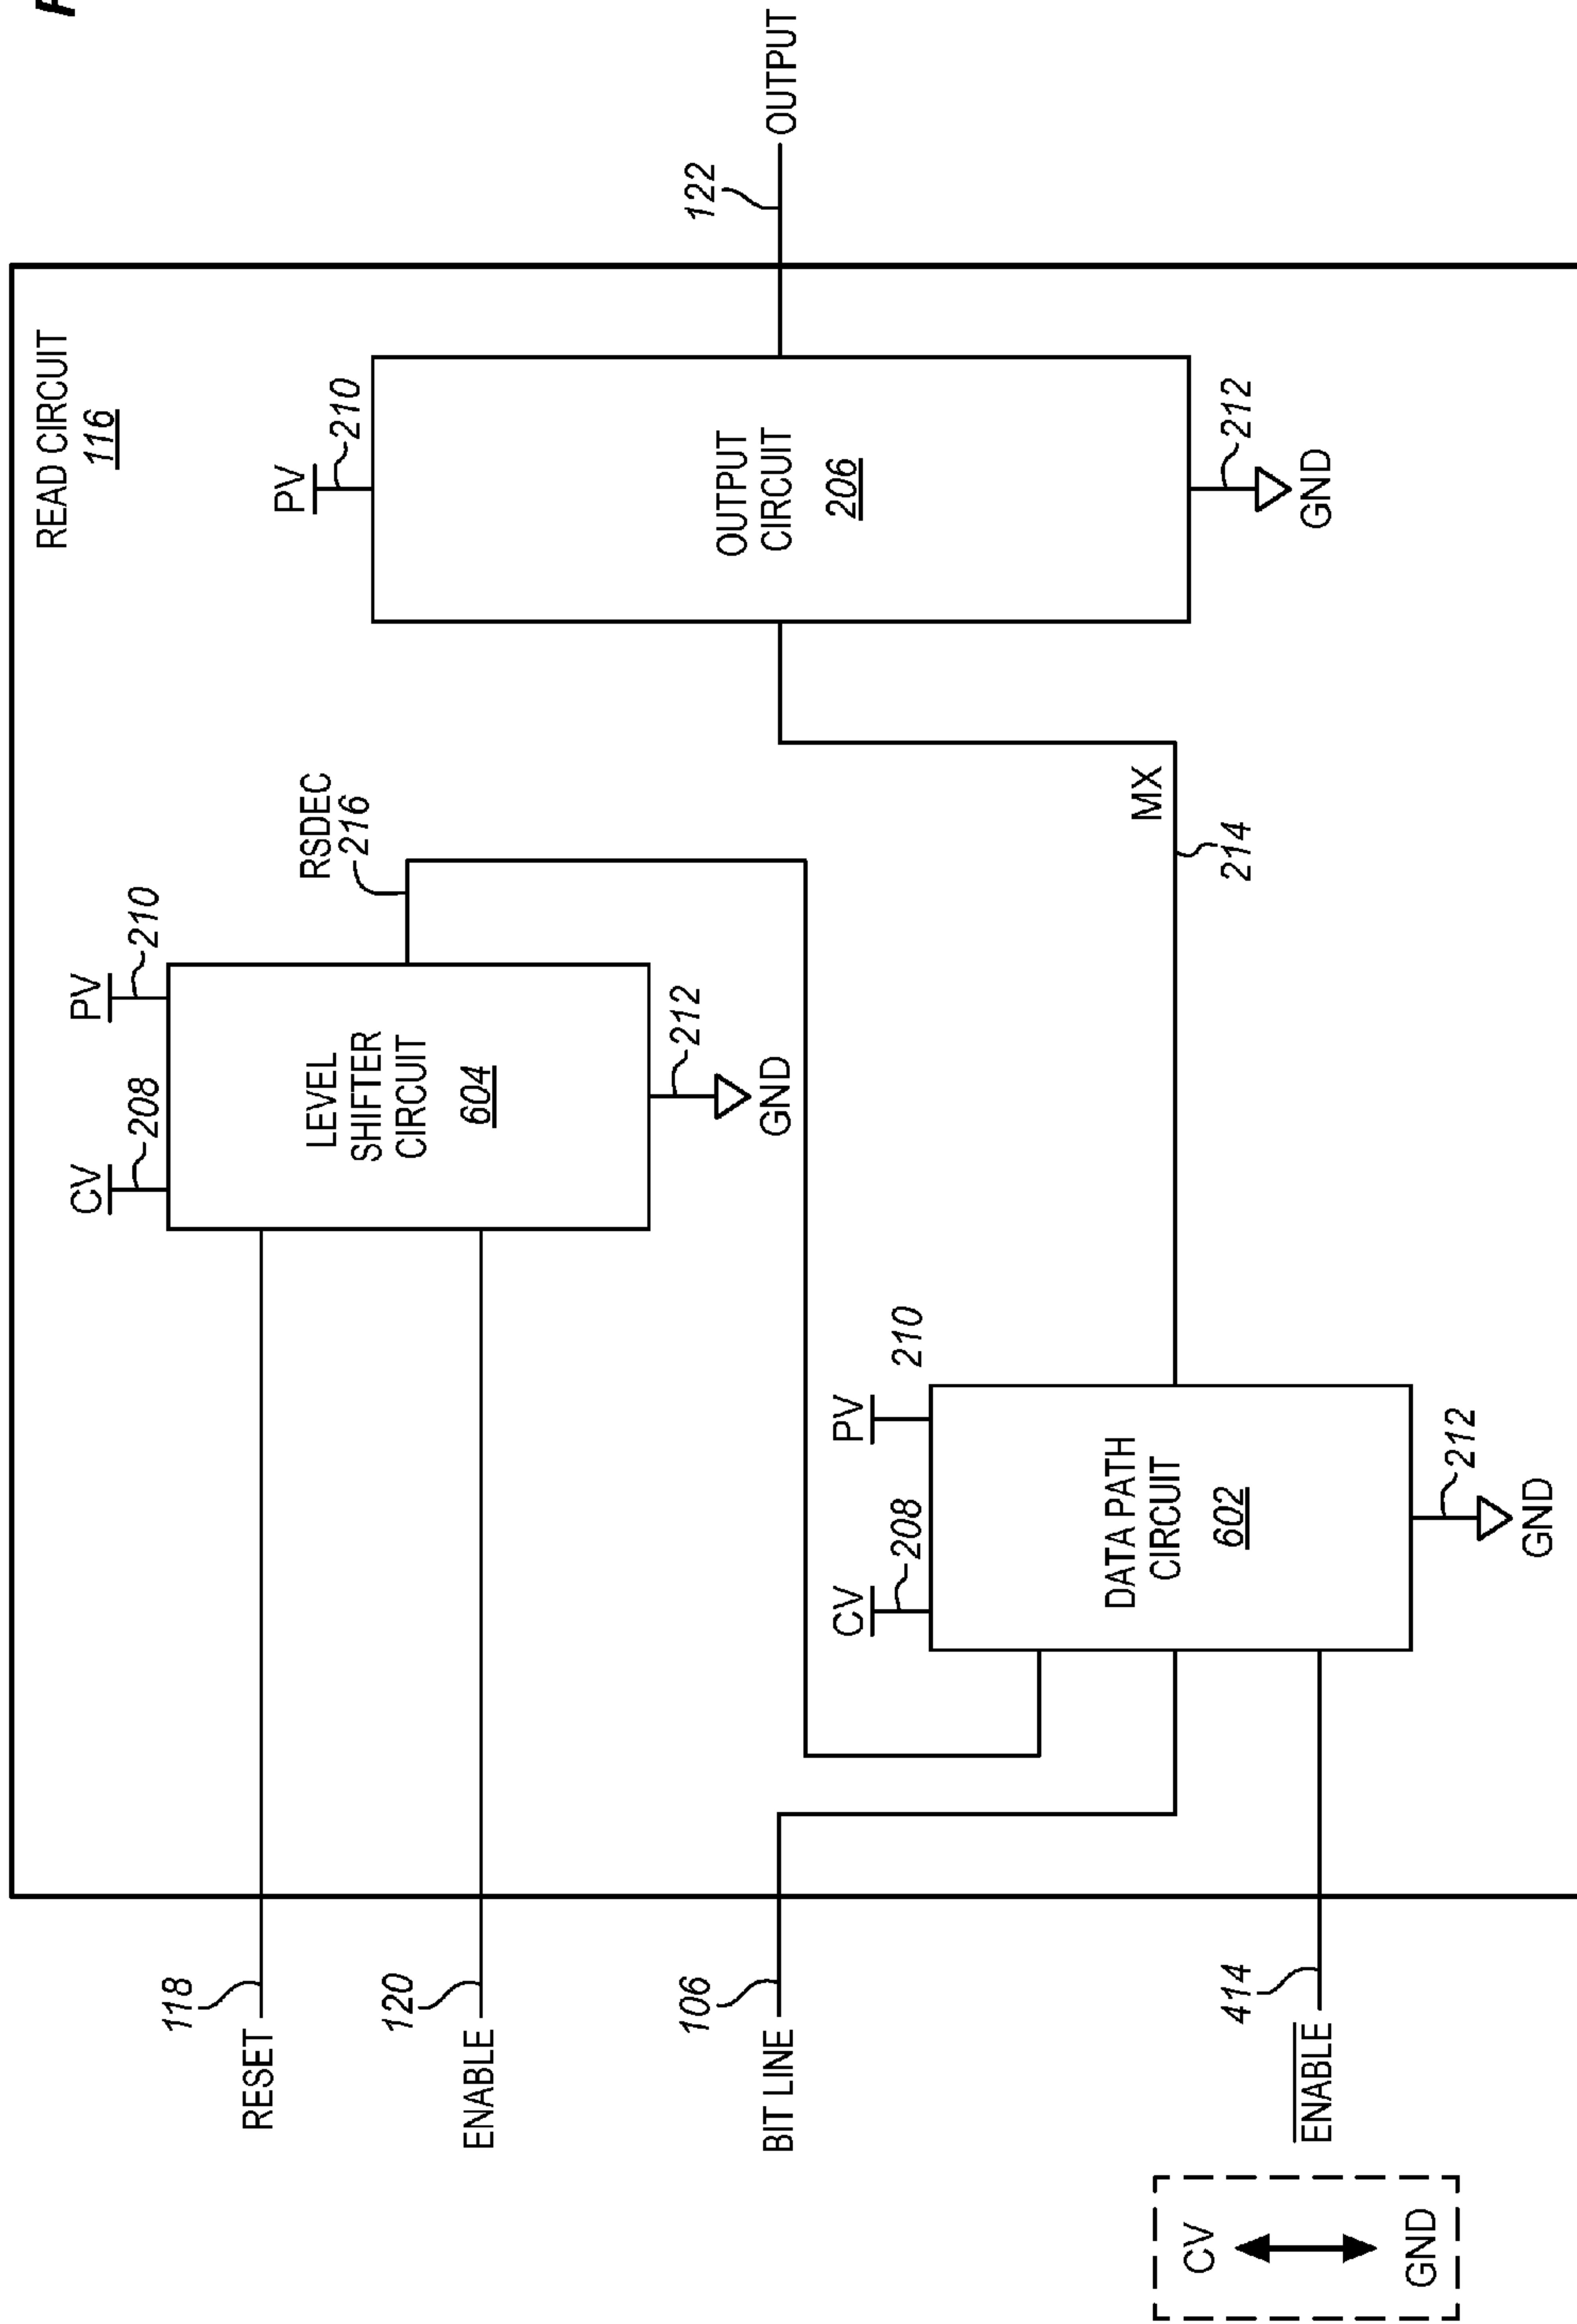 READ CIRCUIT
116
RESET
118
ENABLE
120
BIT LINE
106
ENABLE
414
CV
GND
CV
208
PV
210
LEVEL
SHIFTER
CIRCUIT
604
212
GND
RSDEC
216
CV
208
PV
210
DATA PATH
CIRCUIT
602
212
GND
MX
214
PV
210
OUTPUT
CIRCUIT
206
212
GND
122
OUTPUT